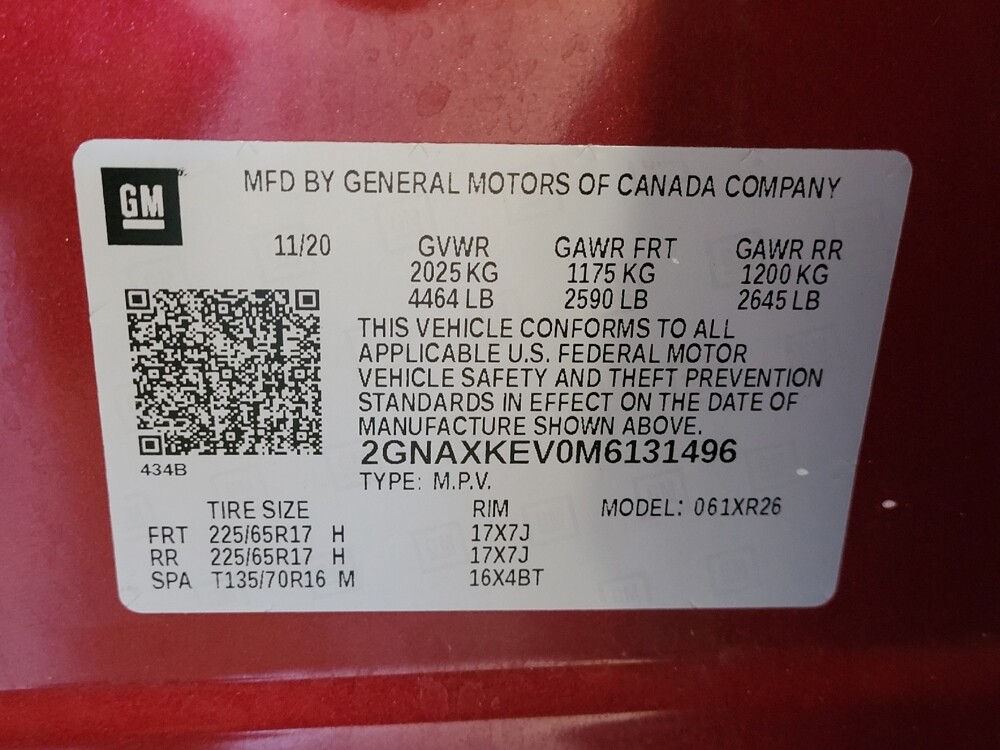 GM
MFD BY GENERAL MOTORS OF CANADA COMPANY
11/20 GVWR GAWR FRT GAWR RR
2025 KG 1175 KG 1200 KG
4464 LB 2590 LB 2645 LB
THIS VEHICLE CONFORMS TO ALL
APPLICABLE U.S. FEDERAL MOTOR
VEHICLE SAFETY AND THEFT PREVENTION
STANDARDS IN EFFECT ON THE DATE OF
MANUFACTURE SHOWN ABOVE.
2GNAXKEV0M6131496
434B
TYPE: M.P.V.
TIRE SIZE RIM MODEL: 061XR26
FRT 225/65R17 H 17X7J
RR 225/65R17 H 17X7J
SPA T135/70R16 M 16X4BT